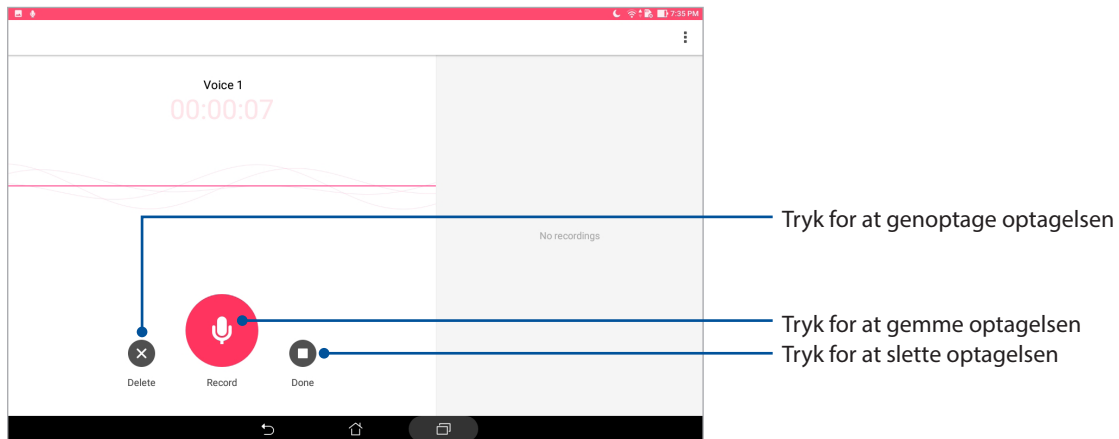 7:35 PM
Voice 1
00:00:07
No recordings
Tryk for at genoptage optagelsen
Tryk for at gemme optagelsen
Tryk for at slette optagelsen
Delete
Record
Done